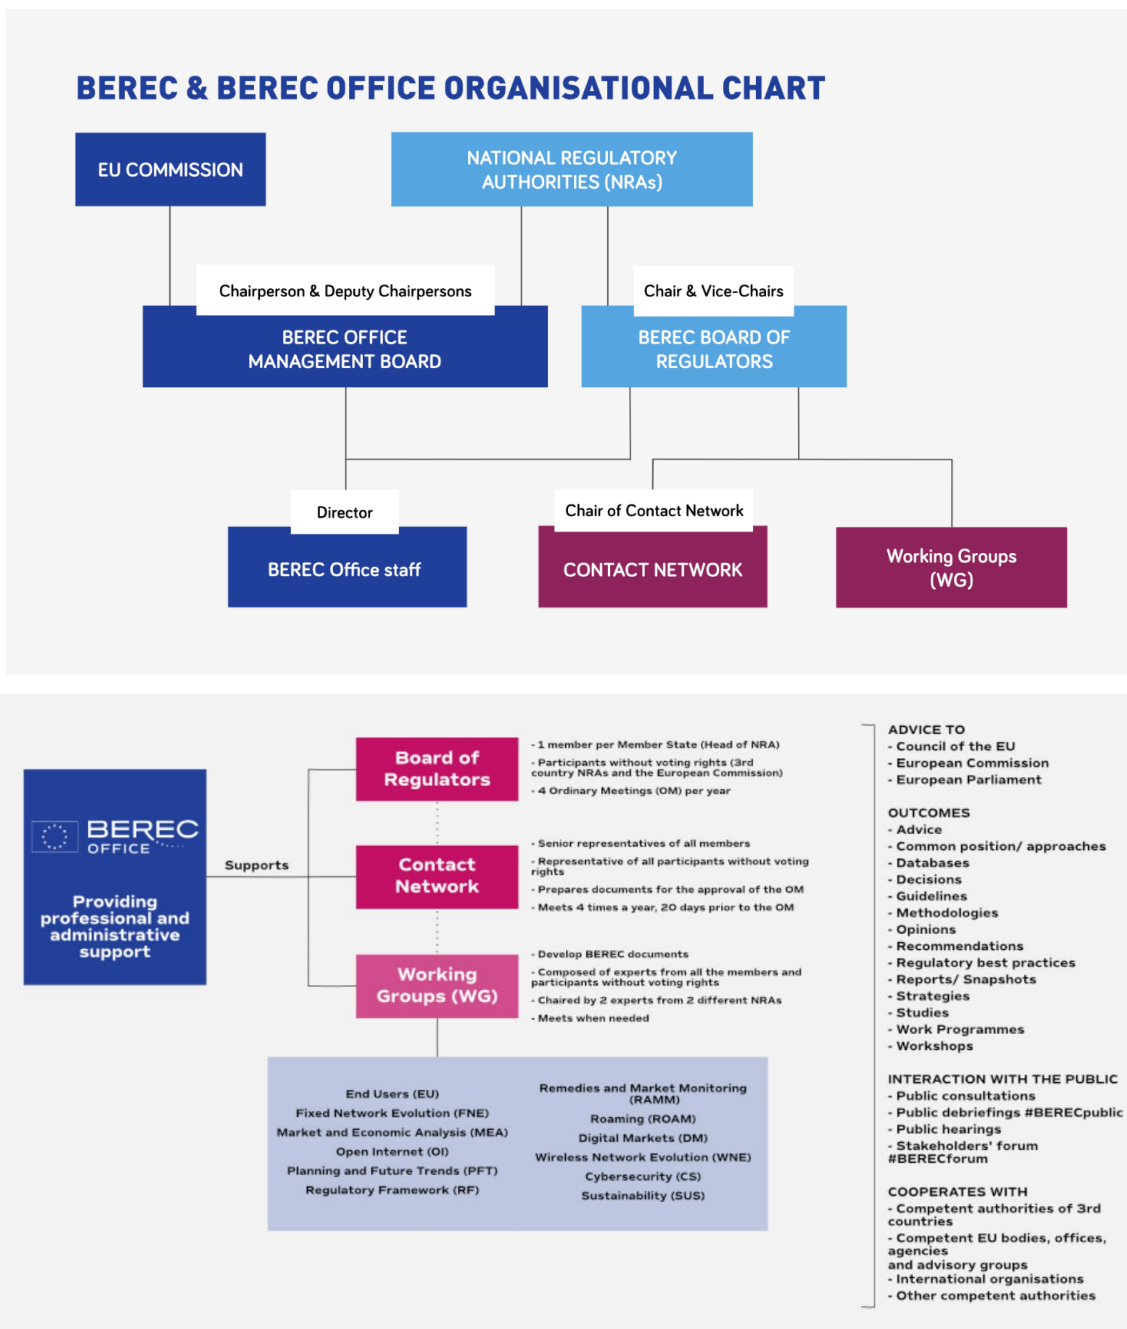 BEREC & BEREC OFFICE ORGANISATIONAL CHART
EU COMMISSION
NATIONAL REGULATORY
AUTHORITIES (NRAs)
Chairperson & Deputy Chairpersons
Chair & Vice-Chairs
BEREC OFFICE
MANAGEMENT BOARD
BEREC BOARD OF
REGULATORS
Director
Chair of Contact Network
BEREC Office staff
CONTACT NETWORK
Working Groups
(WG)
BEREC
OFFICE
Providing
professional and
administrative
support
Supports
Board of
Regulators
- 1 member per Member State (Head of NRA)
- Participants without voting rights (3rd
country NRAs and the European Commission)
- 4 Ordinary Meetings (OM) per year
Contact
Network
- Senior representatives of all members
- Representative of all participants without voting
rights
- Prepares documents for the approval of the OM
- Meets 4 times a year, 20 days prior to the OM
Working
Groups (WG)
- Develop BEREC documents
- Composed of experts from all the members and
participants without voting rights
- Chaired by 2 experts from 2 different NRAs
- Meets when needed
End Users (EU)
Fixed Network Evolution (FNE)
Market and Economic Analysis (MEA)
Open Internet (OI)
Planning and Future Trends (PFT)
Regulatory Framework (RF)
Remedies and Market Monitoring
(RAMM)
Roaming (ROAM)
Digital Markets (DM)
Wireless Network Evolution (WNE)
Cybersecurity (CS)
Sustainability (SUS)
ADVICE TO
- Council of the EU
- European Commission
- European Parliament
OUTCOMES
- Advice
- Common position/ approaches
- Databases
- Decisions
- Guidelines
- Methodologies
- Opinions
- Recommendations
- Regulatory best practices
- Reports/ Snapshots
- Strategies
- Studies
- Work Programmes
- Workshops
INTERACTION WITH THE PUBLIC
- Public consultations
- Public debriefings #BERECpublic
- Public hearings
- Stakeholders' forum
#BERECforum
COOPERATES WITH
- Competent authorities of 3rd
countries
- Competent EU bodies, offices,
agencies
and advisory groups
- International organisations
- Other competent authorities